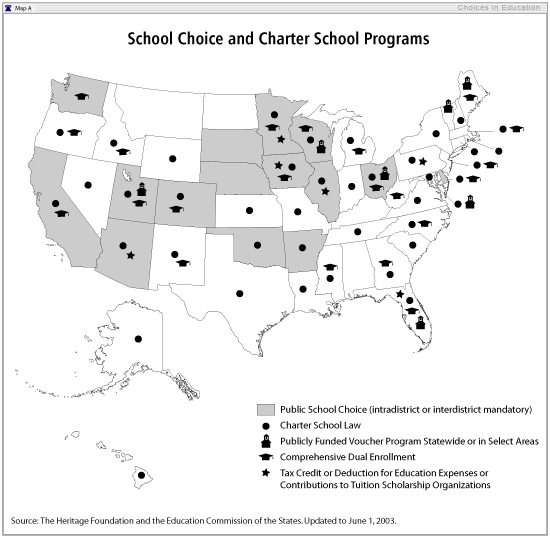 Map A
Choices in Education
School Choice and Charter School Programs
Public School Choice (intradistrict or interdistrict mandatory)
Charter School Law
Publicly Funded Voucher Program Statewide or in Select Areas
Comprehensive Dual Enrollment
Tax Credit or Deduction for Education Expenses or
Contributions to Tuition Scholarship Organizations
Source: The Heritage Foundation and the Education Commission of the States. Updated to June 1, 2003.